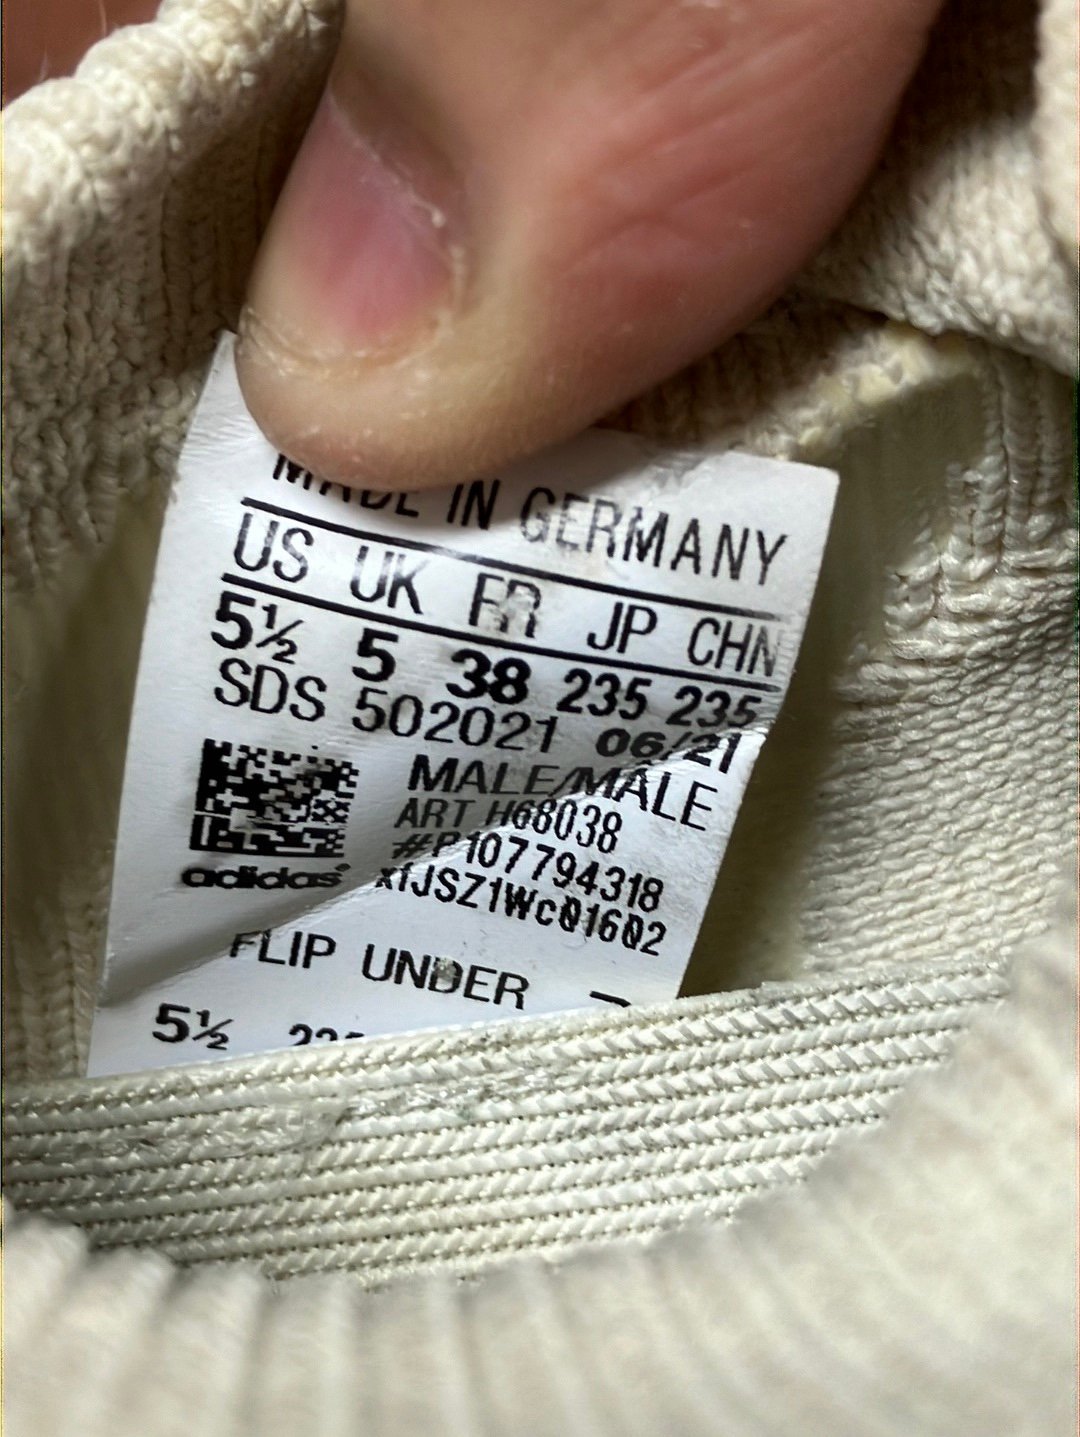 MADE IN GERMANY
US UK FR JP CHN
5½ 5 38 235 235
SDS 502021 06/21
MALE/MALE
ART H68038
#P107794318
xfJSZ1Wc01602
adidas®
FLIP UNDER
5½